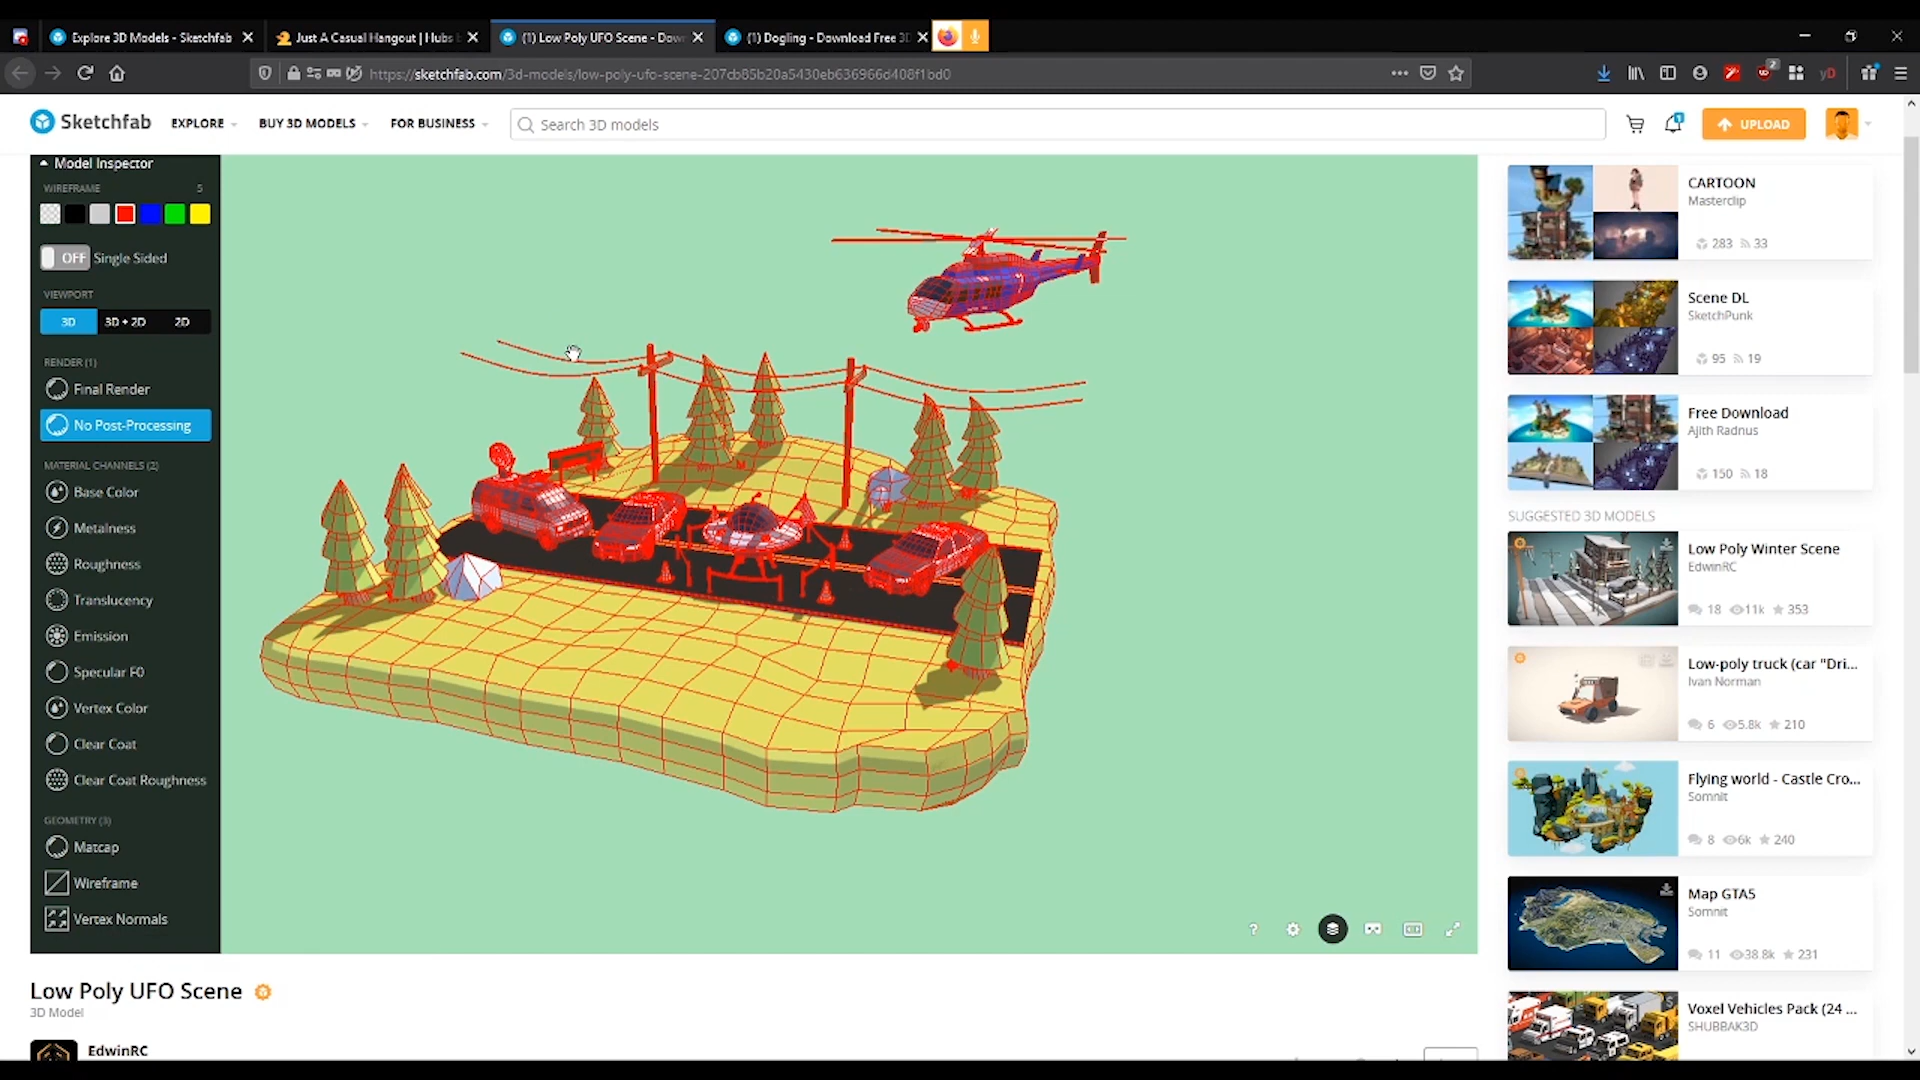 Explore 3D Models - Sketchfab
Just A Casual Hangout | Hubs
(1) Low Poly UFO Scene - Dow
(1) Dogling - Download Free 3D
https://sketchfab.com/3d-models/low-poly-ufo-scene-207cb85b20a5430eb636966d408f1bd0
2
yD
Sketchfab
EXPLORE
BUY 3D MODELS
FOR BUSINESS
Search 3D models
UPLOAD
Model Inspector
WIREFRAME 5
OFF Single Sided
VIEWPORT
3D 3D + 2D 2D
RENDER (1)
Final Render
No Post-Processing
MATERIAL CHANNELS (2)
Base Color
Metalness
Roughness
Translucency
Emission
Specular F0
Vertex Color
Clear Coat
Clear Coat Roughness
GEOMETRY (3)
Matcap
Wireframe
Vertex Normals
?
Low Poly UFO Scene
3D Model
EdwinRC
CARTOON
Masterclip
283 33
Scene DL
SketchPunk
95 19
Free Download
Ajith Radnus
150 18
SUGGESTED 3D MODELS
Low Poly Winter Scene
EdwinRC
18 11k 353
Low-poly truck (car "Dri...
Ivan Norman
6 5.8k 210
Flying world - Castle Cro...
Somnit
8 6k 240
Map GTA5
Somnit
11 38.8k 231
Voxel Vehicles Pack (24 ...
SHUBBAK3D